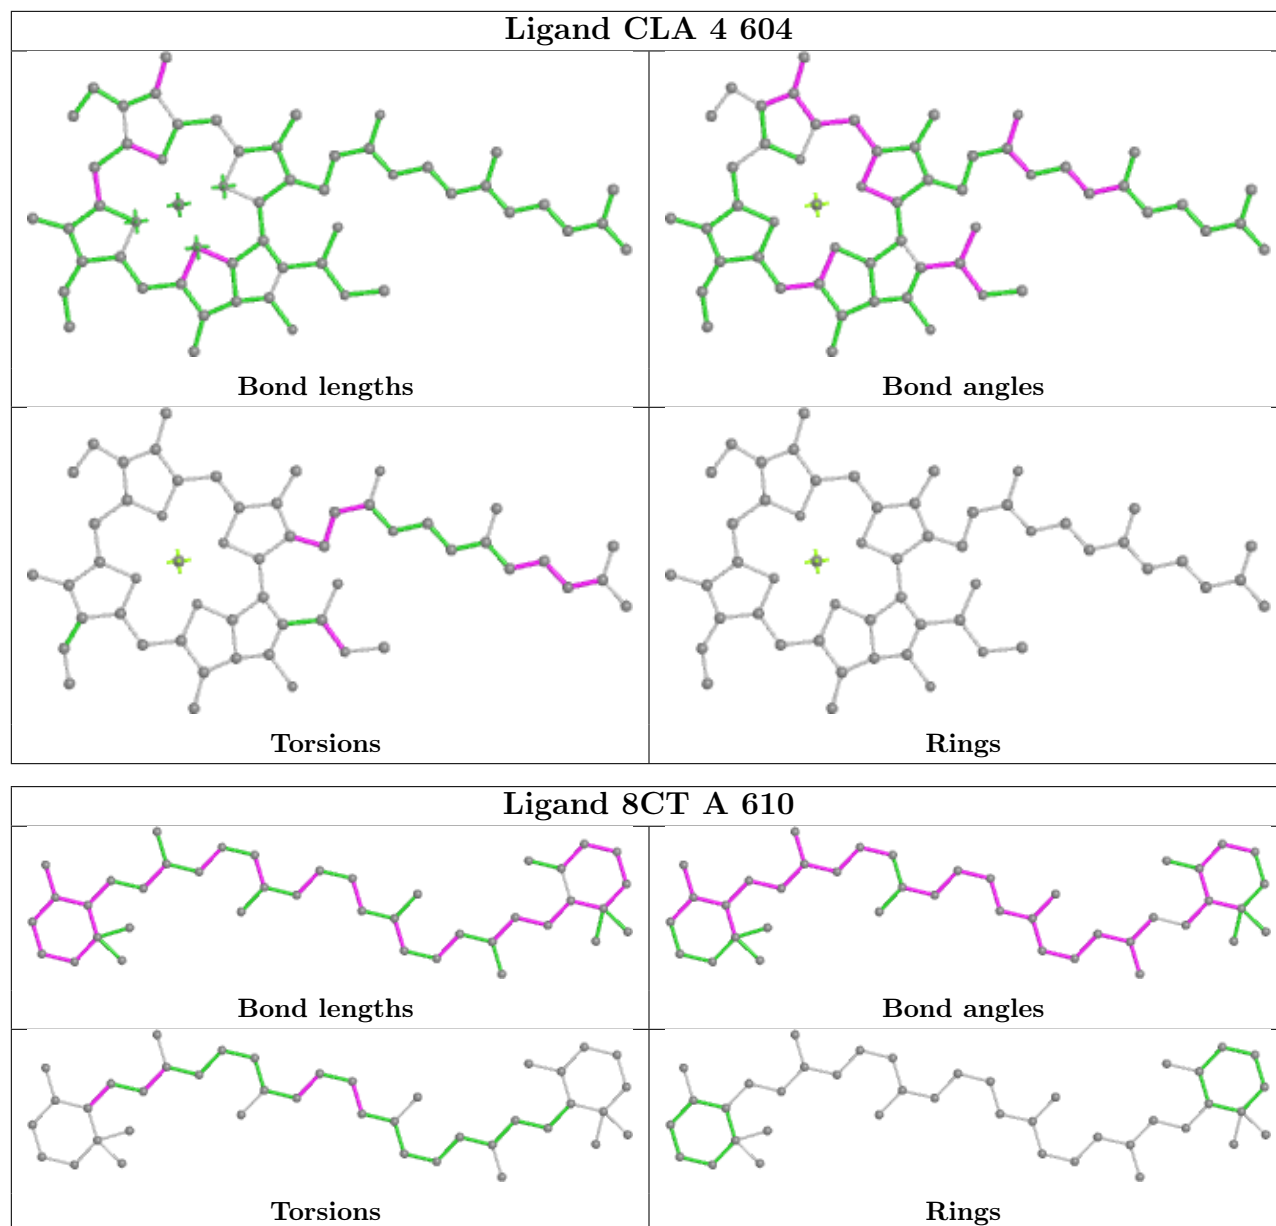 Ligand CLA 4 604
Bond lengths
Bond angles
Torsions
Rings
Ligand 8CT A 610
Bond lengths
Bond angles
Torsions
Rings